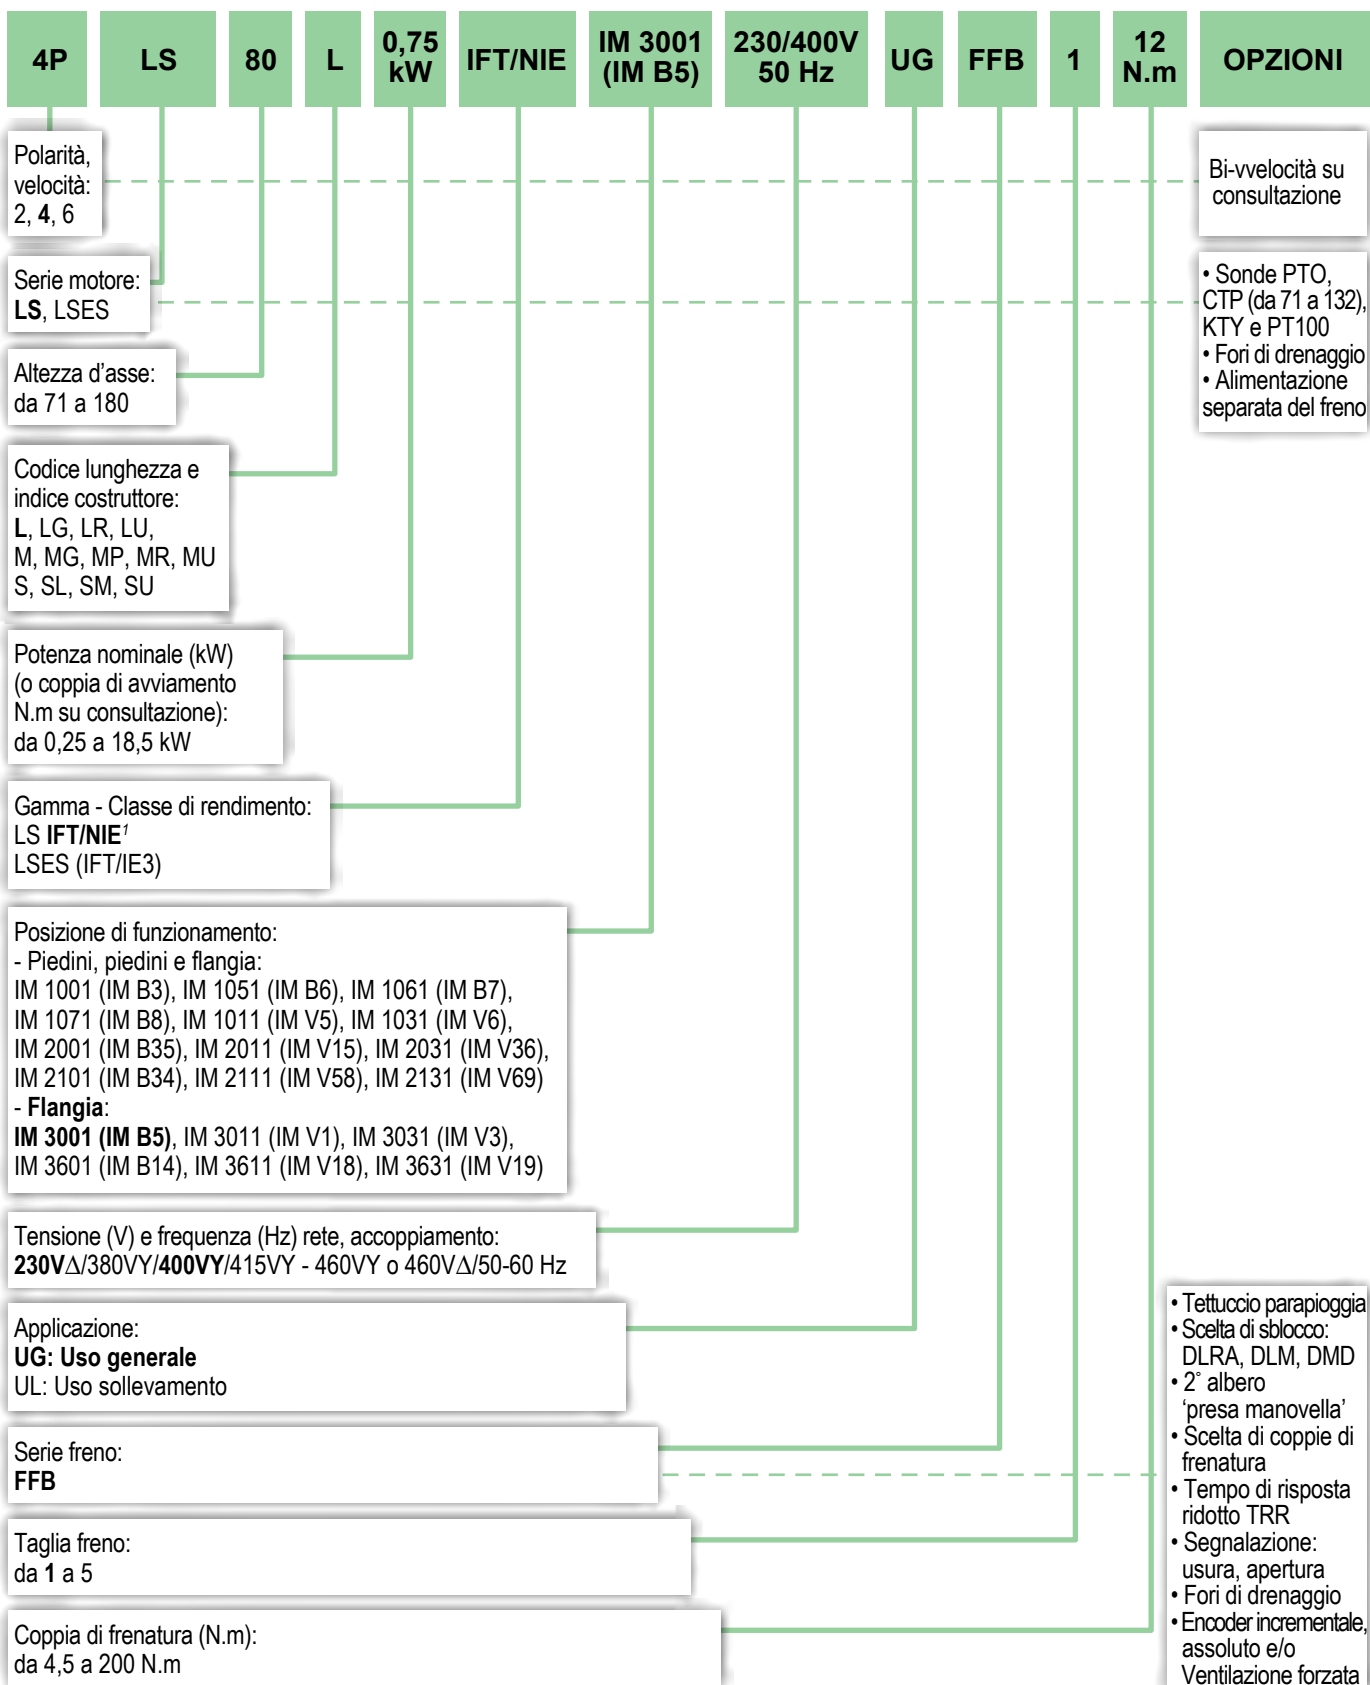 4P
LS
80
L
0,75
kW
IFT/NIE
IM 3001
(IM B5)
230/400V
50 Hz
UG
FFB
1
12
N.m
OPZIONI
Polarità,
velocità:
2, 4, 6
Bi-vvelocità su
consultazione
Serie motore:
LS, LSES
• Sonde PTO,
CTP (da 71 a 132),
KTY e PT100
• Fori di drenaggio
• Alimentazione
separata del freno
Altezza d'asse:
da 71 a 180
Codice lunghezza e
indice costruttore:
L, LG, LR, LU,
M, MG, MP, MR, MU
S, SL, SM, SU
Potenza nominale (kW)
(o coppia di avviamento
N.m su consultazione):
da 0,25 a 18,5 kW
Gamma - Classe di rendimento:
LS IFT/NIE¹
LSES (IFT/IE3)
Posizione di funzionamento:
- Piedini, piedini e flangia:
IM 1001 (IM B3), IM 1051 (IM B6), IM 1061 (IM B7),
IM 1071 (IM B8), IM 1011 (IM V5), IM 1031 (IM V6),
IM 2001 (IM B35), IM 2011 (IM V15), IM 2031 (IM V36),
IM 2101 (IM B34), IM 2111 (IM V58), IM 2131 (IM V69)
- Flangia:
IM 3001 (IM B5), IM 3011 (IM V1), IM 3031 (IM V3),
IM 3601 (IM B14), IM 3611 (IM V18), IM 3631 (IM V19)
Tensione (V) e frequenza (Hz) rete, accoppiamento:
230VΔ/380VY/400VY/415VY - 460VY o 460VΔ/50-60 Hz
Applicazione:
UG: Uso generale
UL: Uso sollevamento
Serie freno:
FFB
Taglia freno:
da 1 a 5
Coppia di frenatura (N.m):
da 4,5 a 200 N.m
• Tettuccio parapioggia
• Scelta di sblocco:
DLRA, DLM, DMD
• 2° albero
'presa manovella'
• Scelta di coppie di
frenatura
• Tempo di risposta
ridotto TRR
• Segnalazione:
usura, apertura
• Fori di drenaggio
• Encoder incrementale,
assoluto e/o
Ventilazione forzata